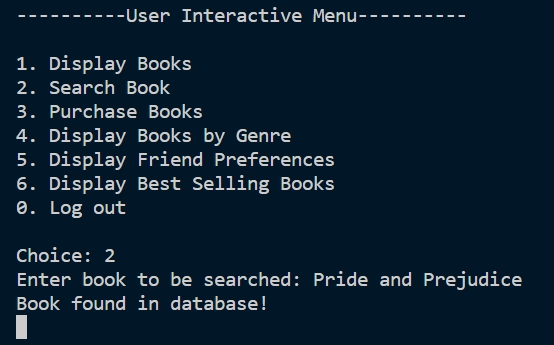 ----------User Interactive Menu----------
1. Display Books
2. Search Book
3. Purchase Books
4. Display Books by Genre
5. Display Friend Preferences
6. Display Best Selling Books
0. Log out
Choice: 2
Enter book to be searched: Pride and Prejudice
Book found in database!